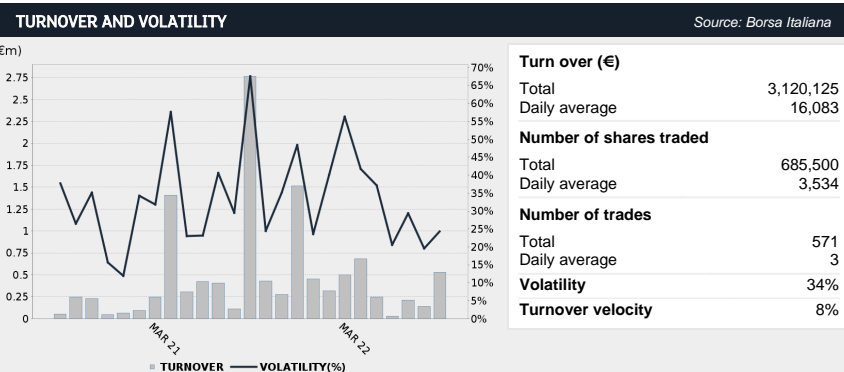 TURNOVER AND VOLATILITY
Source: Borsa Italiana
€m)
2.75
2.5
2.25
2
1.75
1.5
1.25
1
0.75
0.5
0.25
0
70%
65%
60%
55%
50%
45%
40%
35%
30%
25%
20%
15%
10%
5%
0%
MAR 21
MAR 22
TURNOVER
VOLATILITY(%)
Turn over (€)
Total 3,120,125
Daily average 16,083
Number of shares traded
Total 685,500
Daily average 3,534
Number of trades
Total 571
Daily average 3
Volatility 34%
Turnover velocity 8%